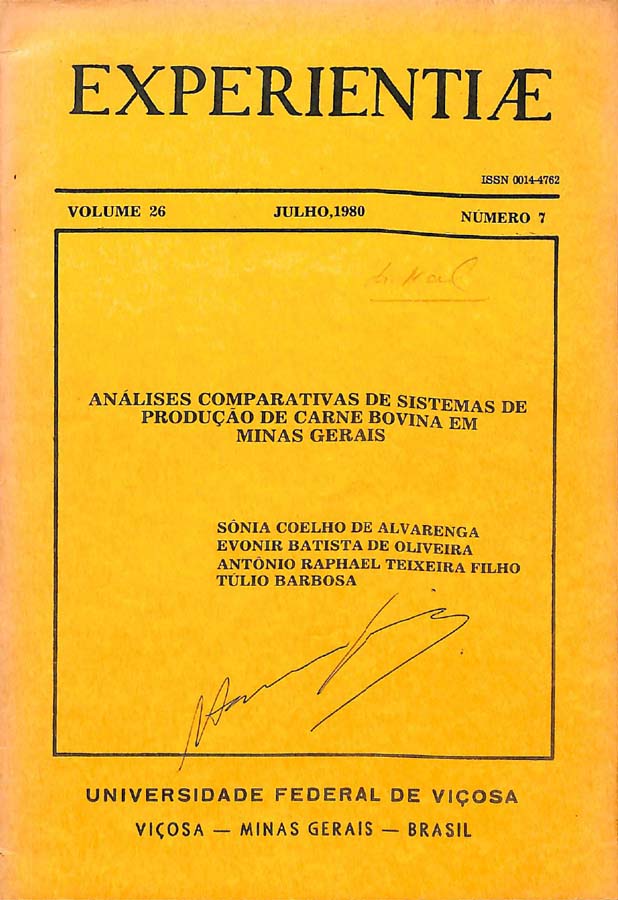 EXPERIENTIÆ
ISSN 0014-4762
VOLUME 26 JULHO,1980 NÚMERO 7
ANÁLISES COMPARATIVAS DE SISTEMAS DE
PRODUÇÃO DE CARNE BOVINA EM
MINAS GERAIS
SÔNIA COELHO DE ALVARENGA
EVONIR BATISTA DE OLIVEIRA
ANTÔNIO RAPHAEL TEIXEIRA FILHO
TÚLIO BARBOSA
UNIVERSIDADE FEDERAL DE VIÇOSA
VIÇOSA — MINAS GERAIS — BRASIL